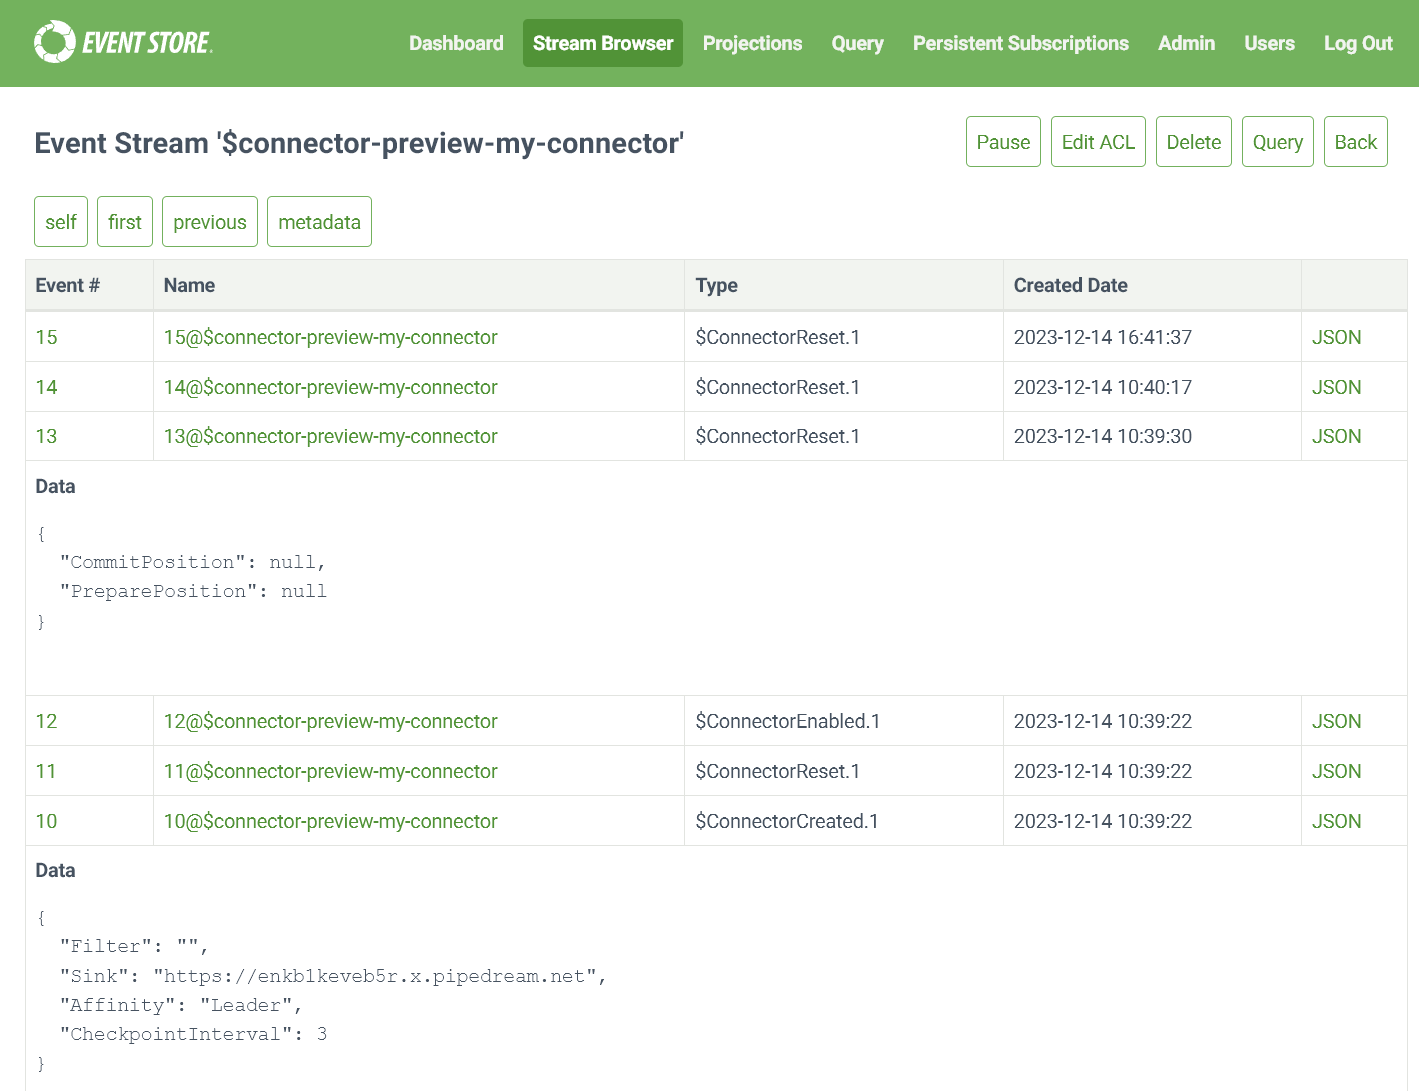 EVENT STORE
Dashboard Stream Browser Projections Query Persistent Subscriptions Admin Users Log Out
Event Stream '$connector-preview-my-connector'
Pause Edit ACL Delete Query Back
self first previous metadata
Event # Name Type Created Date
15 15@$connector-preview-my-connector $ConnectorReset.1 2023-12-14 16:41:37 JSON
14 14@$connector-preview-my-connector $ConnectorReset.1 2023-12-14 10:40:17 JSON
13 13@$connector-preview-my-connector $ConnectorReset.1 2023-12-14 10:39:30 JSON
Data
{
"CommitPosition": null,
"PreparePosition": null
}
12 12@$connector-preview-my-connector $ConnectorEnabled.1 2023-12-14 10:39:22 JSON
11 11@$connector-preview-my-connector $ConnectorReset.1 2023-12-14 10:39:22 JSON
10 10@$connector-preview-my-connector $ConnectorCreated.1 2023-12-14 10:39:22 JSON
Data
{
"Filter": "",
"Sink": "https://enkb1keveb5r.x.pipedream.net",
"Affinity": "Leader",
"CheckpointInterval": 3
}